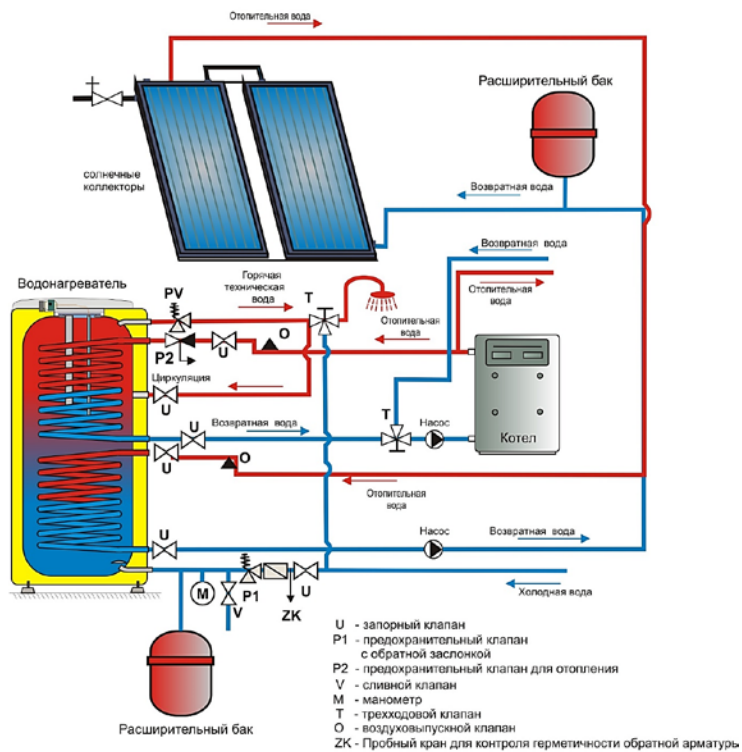 Отопительная вода
Расширительный бак
солнечные
коллекторы
Возвратная вода
Возвратная вода
Водонагреватель
Горячая
техническая
вода
PV
T
Отопительная
вода
Отопительная
вода
O
P2
U
Циркуляция
U
T
Насос
Котел
U
Возвратная вода
U
O
Отопительная
вода
U
Насос
Возвратная вода
M
V
P1
ZK
U
Холодная вода
Расширительный бак
U - запорный клапан
P1 - предохранительный клапан
с обратной заслонкой
P2 - предохранительный клапан для отопления
V - сливной клапан
M - манометр
T - трехходовой клапан
O - воздуховыпускной клапан
ZK - Пробный кран для контроля герметичности обратной арматуры